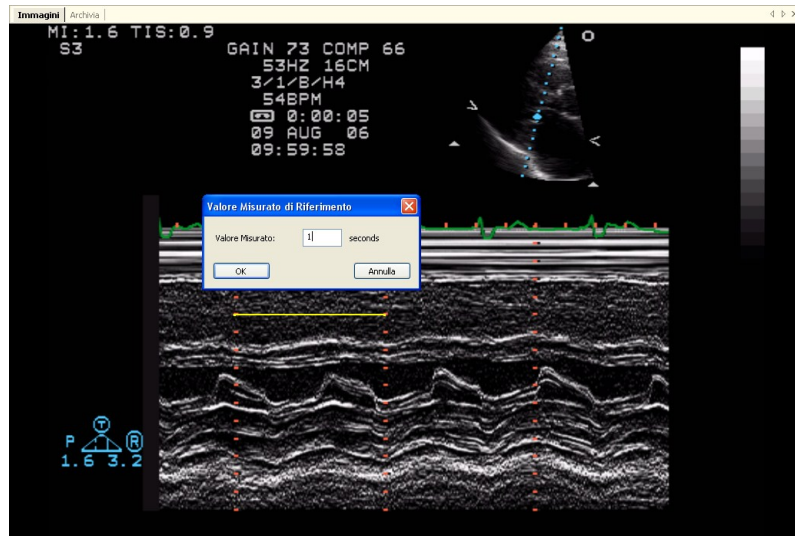 Immagini Archivia
MI:1.6 TIS:0.9
S3
GAIN 73 COMP 66
53HZ 16CM
3/1/B/H4
54BPM
0:00:05
09 AUG 06
09:59:58
Valore Misurato di Riferimento
Valore Misurato: 1 seconds
OK Annulla
T
P R
1.6 3.2